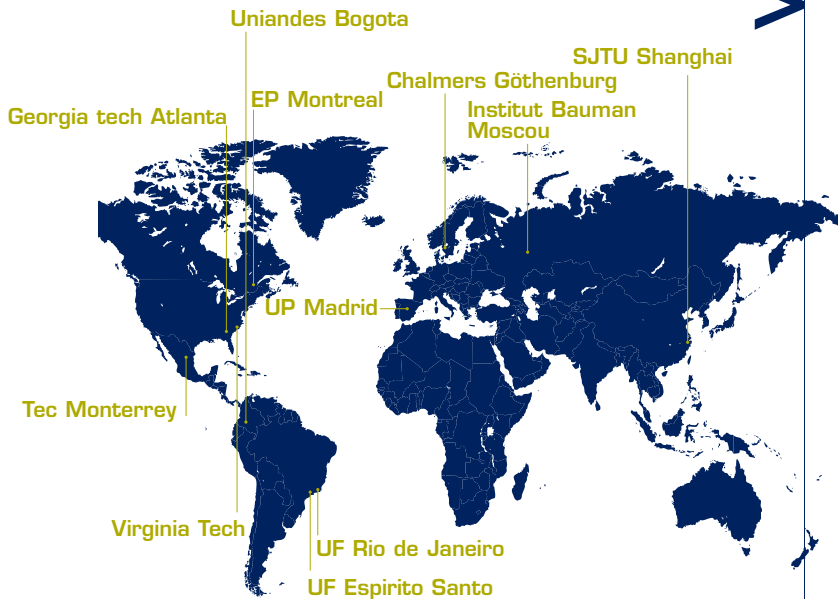 Uniandes Bogota
SJTU Shanghai
Chalmers Göthenburg
EP Montreal
Institut Bauman
Moscou
Georgia tech Atlanta
UP Madrid
Tec Monterrey
Virginia Tech
UF Rio de Janeiro
UF Espirito Santo